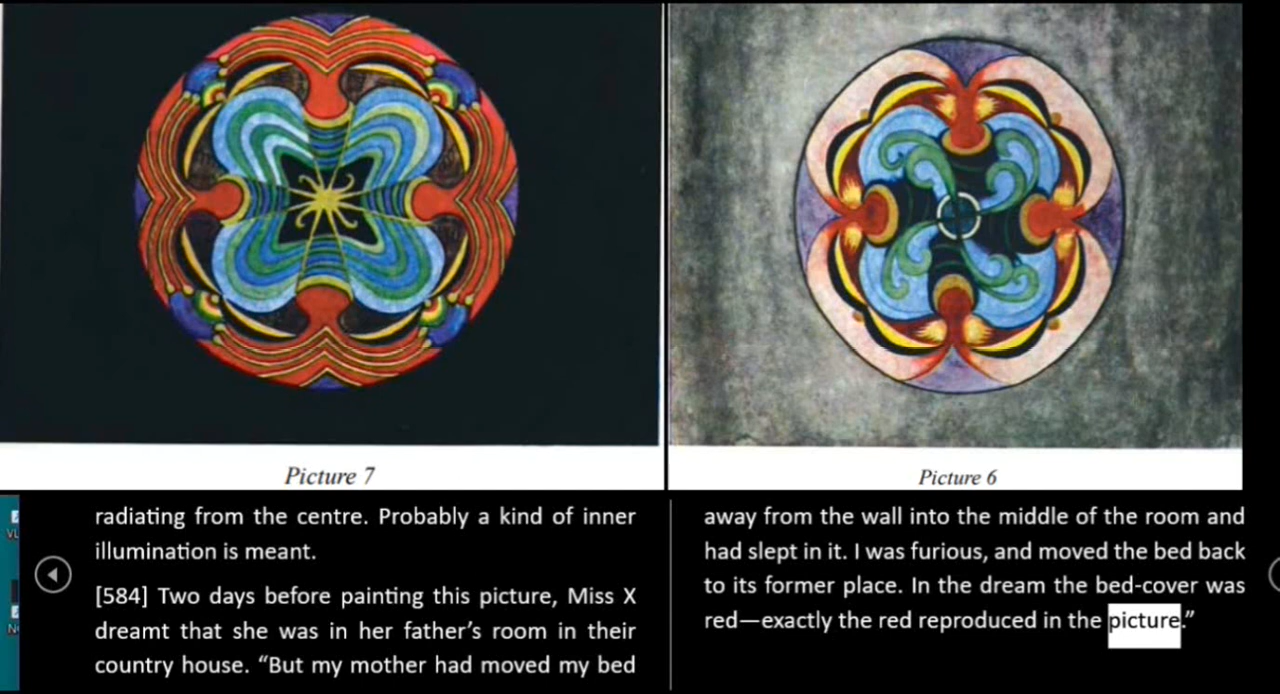 Picture 7
Picture 6
radiating from the centre. Probably a kind of inner
illumination is meant.
[584] Two days before painting this picture, Miss X
dreamt that she was in her father’s room in their
country house. “But my mother had moved my bed
away from the wall into the middle of the room and
had slept in it. I was furious, and moved the bed back
to its former place. In the dream the bed-cover was
red—exactly the red reproduced in the picture.”